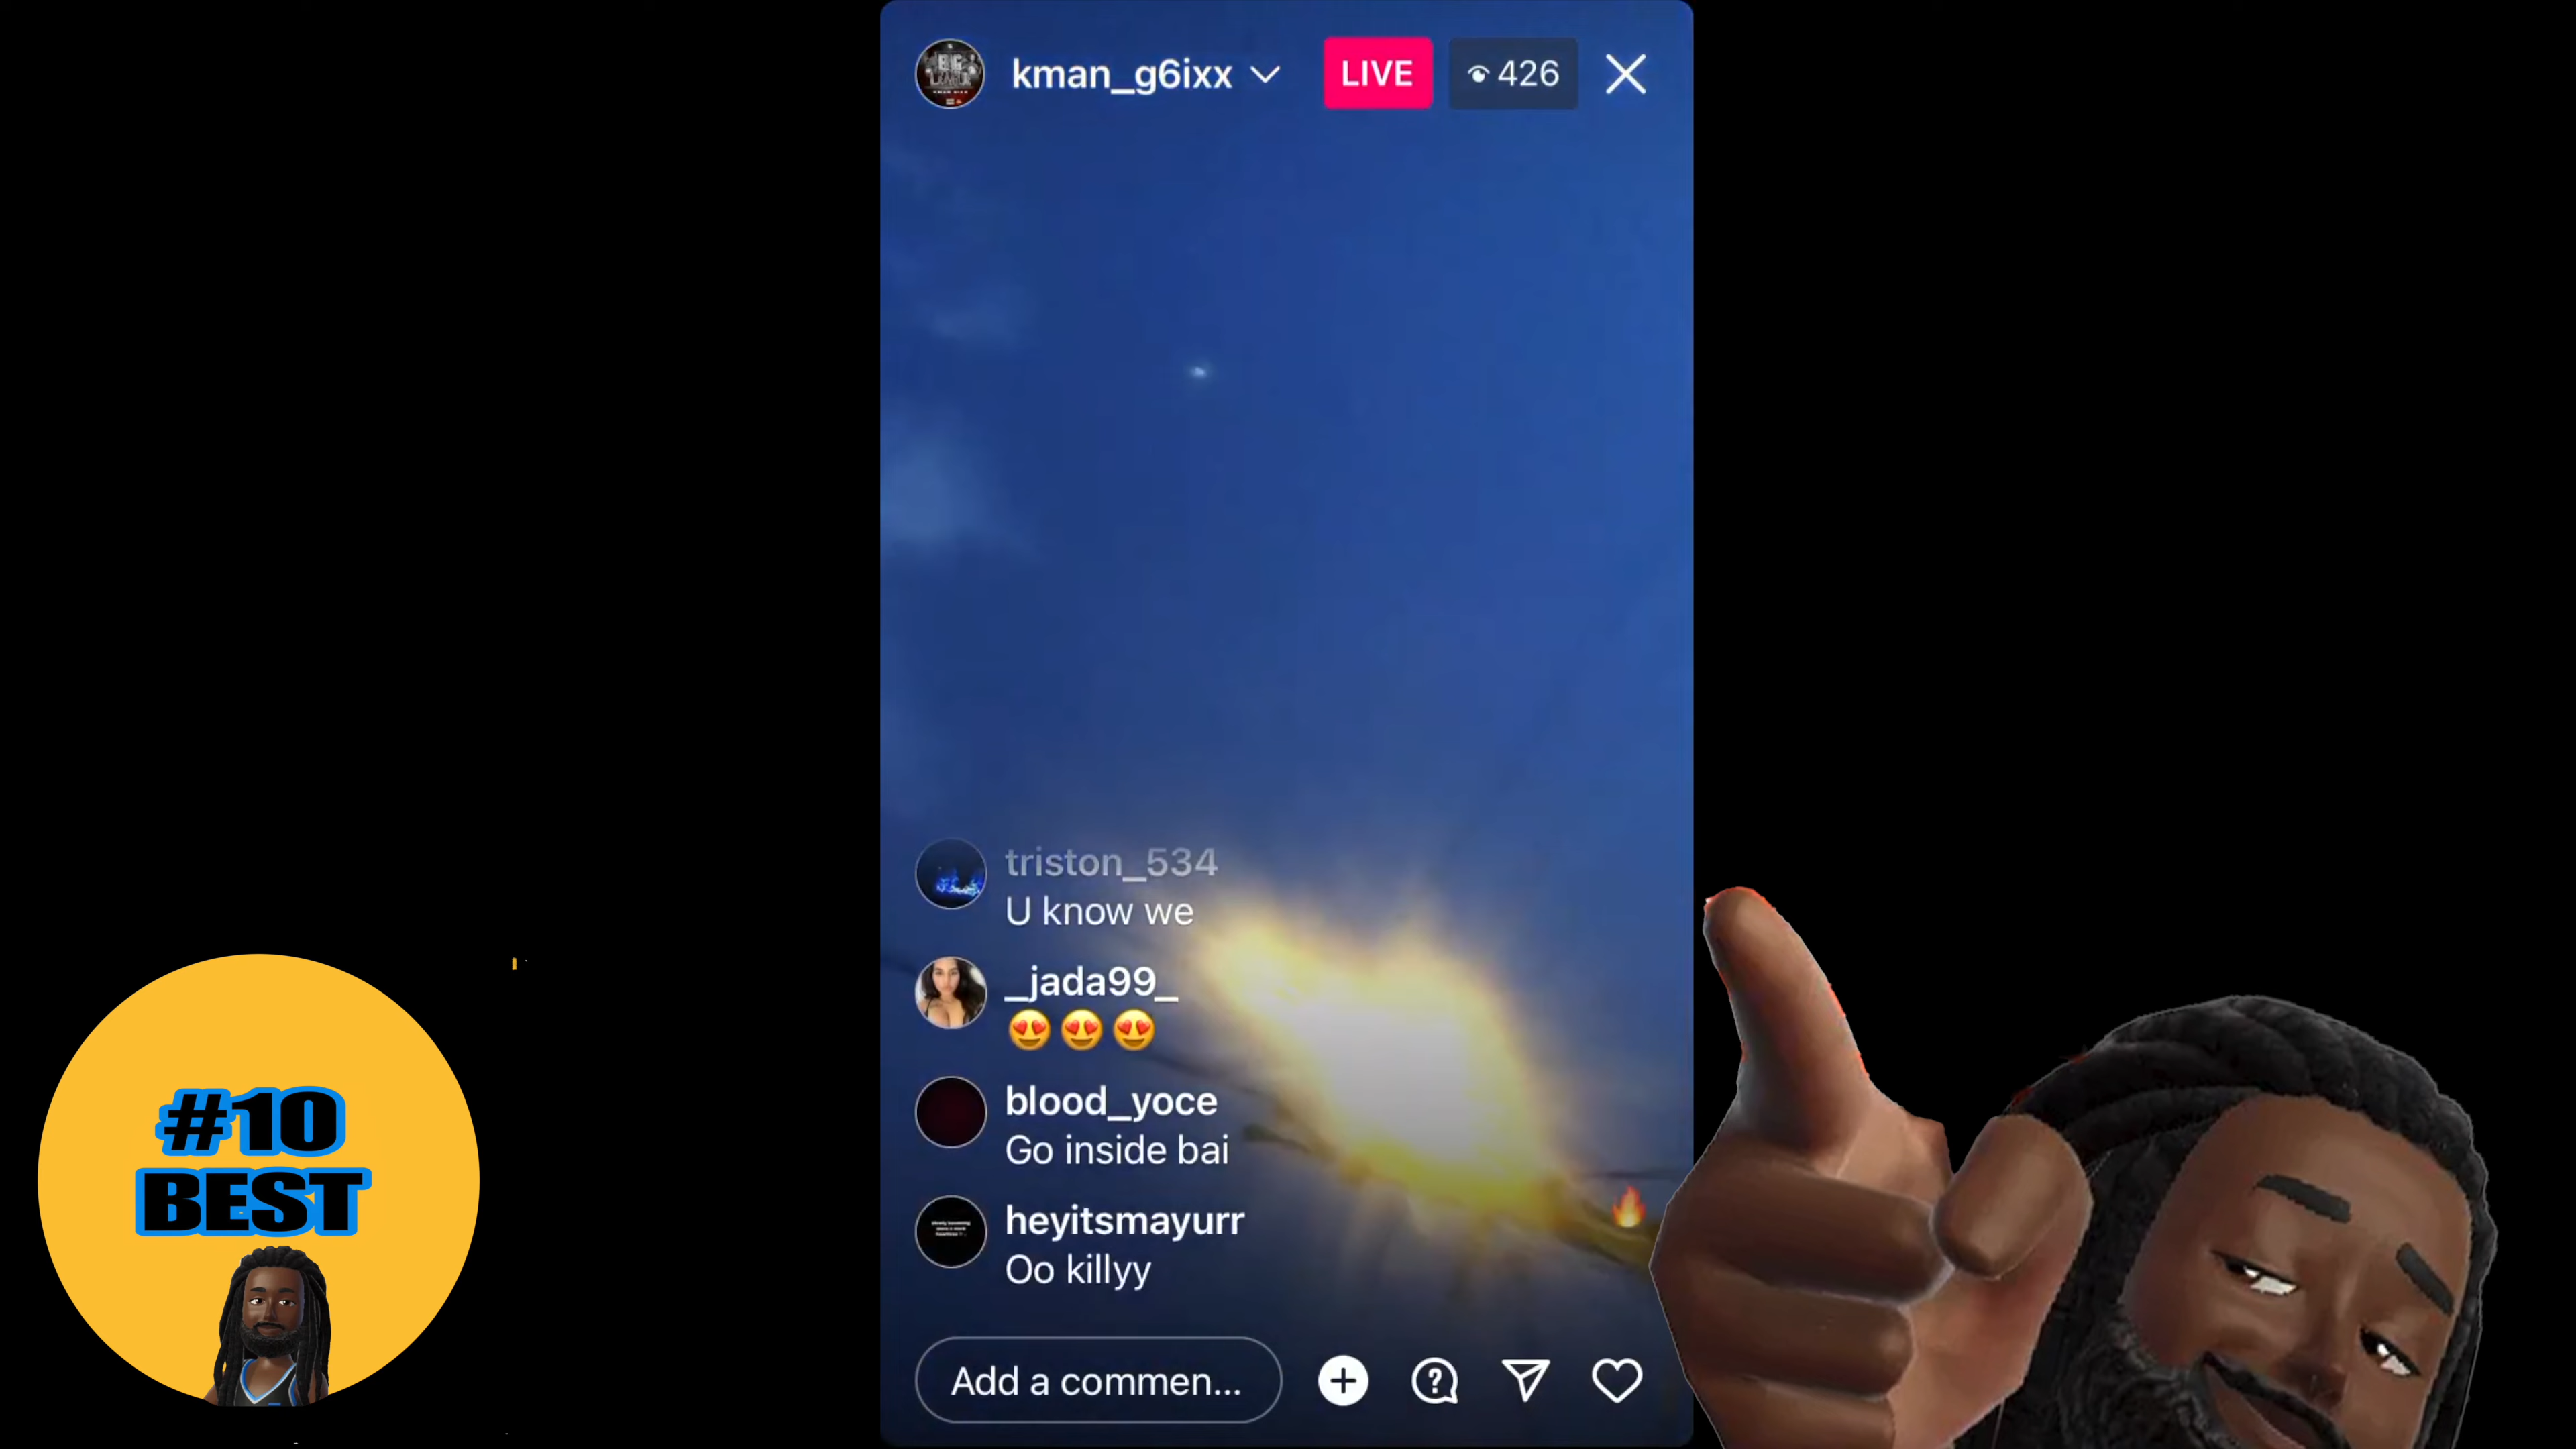 kman_g6ixx
LIVE
426
triston_534
U know we
_jada99_
😍😍😍
blood_yoce
Go inside bai
heyitsmayurr
Oo killyy
Add a commen...
#10
BEST